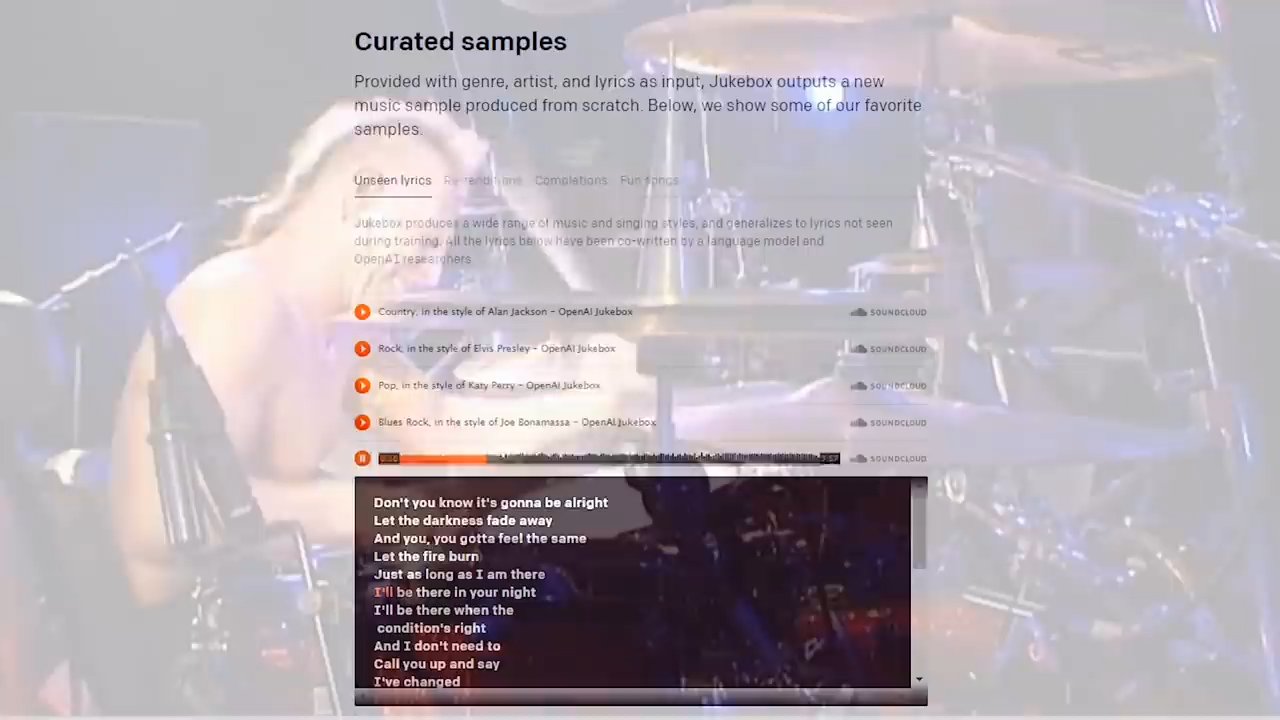 Curated samples
Provided with genre, artist, and lyrics as input, Jukebox outputs a new
music sample produced from scratch. Below, we show some of our favorite
samples.
Unseen lyrics Re-renditions Completions Fun songs
Jukebox produces a wide range of music and singing styles, and generalizes to lyrics not seen
during training. All the lyrics below have been co-written by a language model and
OpenAI researchers.
Country, in the style of Alan Jackson – OpenAI Jukebox SOUNDCLOUD
Rock, in the style of Elvis Presley – OpenAI Jukebox SOUNDCLOUD
Pop, in the style of Katy Perry – OpenAI Jukebox SOUNDCLOUD
Blues Rock, in the style of Joe Bonamassa – OpenAI Jukebox SOUNDCLOUD
SOUNDCLOUD
Don't you know it's gonna be alright
Let the darkness fade away
And you, you gotta feel the same
Let the fire burn
Just as long as I am there
I'll be there in your night
I'll be there when the
condition's right
And I don't need to
Call you up and say
I've changed